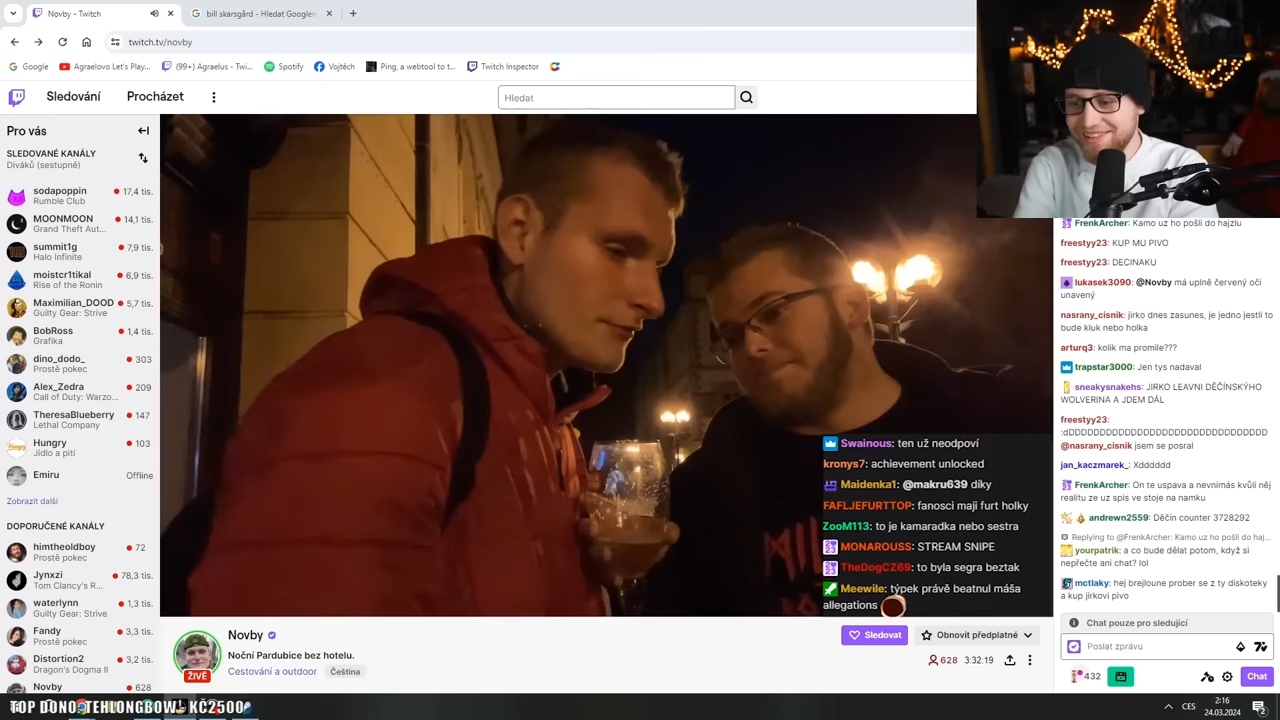 Novby - Twitch
bill skarsgård - Hledat Google
twitch.tv/novby
Google
Agraelovo Let's Play...
(99+) Agraelus - Twi...
Spotify
Vojtěch
Ping, a webtool to t...
Twitch Inspector
Sledování
Procházet
Hledat
Pro vás
SLEDOVANÉ KANÁLY
Diváků (sestupně)
sodapoppin
17,4 tis.
Rumble Club
MOONMOON
14,1 tis.
Grand Theft Aut...
summit1g
7,9 tis.
Halo Infinite
moistcr1tikal
6,9 tis.
Rise of the Ronin
Maximilian_DOOD
5,7 tis.
Guilty Gear: Strive
BobRoss
1,4 tis.
Grafika
dino_dodo_
303
Prostě pokec
Alex_Zedra
209
Call of Duty: Warzo...
TheresaBlueberry
147
Lethal Company
Hungry
103
Jídlo a pití
Emiru
Offline
Zobrazit další
DOPORUČENÉ KANÁLY
himtheoldboy
72
Prostě pokec
Jynxzi
78,3 tis.
Tom Clancy's R...
waterlynn
1,3 tis.
Guilty Gear: Strive
Fandy
3,3 tis.
Prostě pokec
Distortion2
3,2 tis.
Dragon's Dogma II
Novby
628
Swainous: ten už neodpoví
kronys7: achievement unlocked
Maidenka1: @makru639 díky
FAFLJEFURTTOP: fanosci maji furt holky
ZooM113: to je kamaradka nebo sestra
MONAROUSS: STREAM SNIPE
TheDogCZ69: to byla segra beztak
Meewile: týpek právě beatnul máša
allegations
Novby
Noční Pardubice bez hotelu.
Cestování a outdoor
Čeština
ŽIVĚ
Sledovat
Obnovit předplatné
628
3:32:19
FrenkArcher: Kamo uz ho pošli do hajzlu
freestyy23: KUP MU PIVO
freestyy23: DECINAKU
lukasek3090: @Novby má uplně červený oči
unavený
nasrany_cisnik: jirko dnes zasunes, je jedno jestli to
bude kluk nebo holka
arturq3: kolik ma promile???
trapstar3000: Jen tys nadaval
sneakysnakehs: JIRKO LEAVNI DĚČÍNSKÝHO
WOLVERINA A JDEM DÁL
freestyy23:
@nasrany_cisnik jsem se posral
jan_kaczmarek_: Xdddddd
FrenkArcher: On te uspava a nevnímás kvůli něj
realitu ze uz spis ve stoje na namku
andrewn2559: Děčín counter 3728292
Replying to @FrenkArcher: Kamo uz ho pošli do haj...
yourpatrik: a co bude dělat potom, když si
nepřečte ani chat? lol
mctlaky: hej brejloune prober se z ty diskoteky
a kup jirkovi pivo
Chat pouze pro sledující
Poslat zprávu
432
Chat
TOP DONO: TEHLONGBOW - KČ2500
CES
2:16
24.03.2024
2